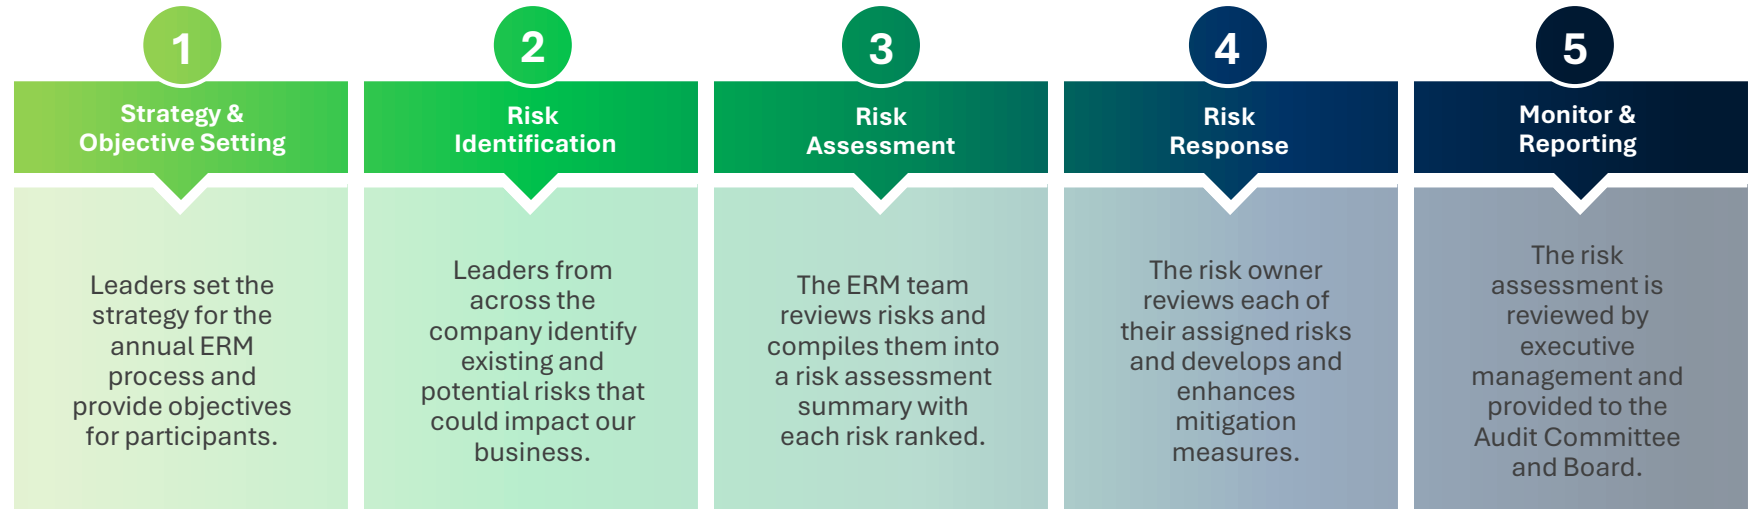 1
Strategy &
Objective Setting
Leaders set the
strategy for the
annual ERM
process and
provide objectives
for participants.
2
Risk
Identification
Leaders from
across the
company identify
existing and
potential risks that
could impact our
business.
3
Risk
Assessment
The ERM team
reviews risks and
compiles them into
a risk assessment
summary with
each risk ranked.
4
Risk
Response
The risk owner
reviews each of
their assigned risks
and develops and
enhances
mitigation
measures.
5
Monitor &
Reporting
The risk
assessment is
reviewed by
executive
management and
provided to the
Audit Committee
and Board.